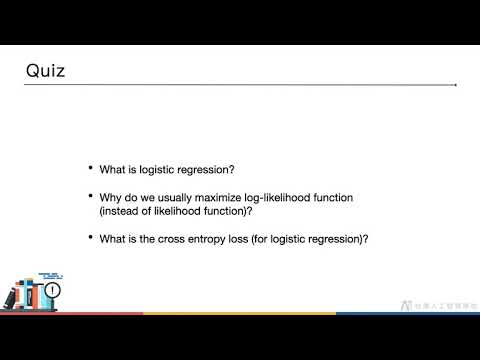 Quiz
• What is logistic regression?
• Why do we usually maximize log-likelihood function
(instead of likelihood function)?
• What is the cross entropy loss (for logistic regression)?